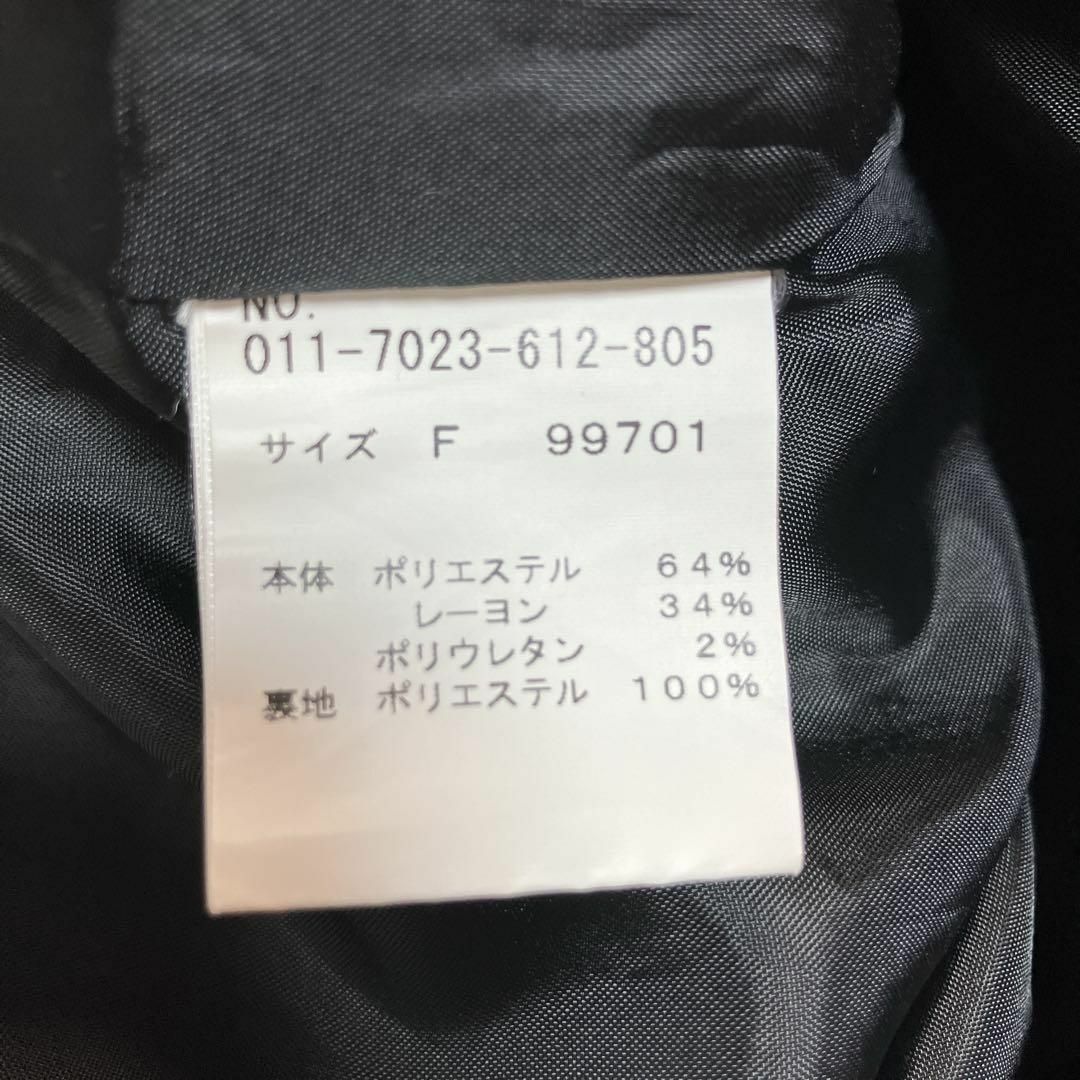 NO.
011-7023-612-805
サイズ F 99701
本体 ポリエステル 64%
レーヨン 34%
ポリウレタン 2%
裏地 ポリエステル 100%